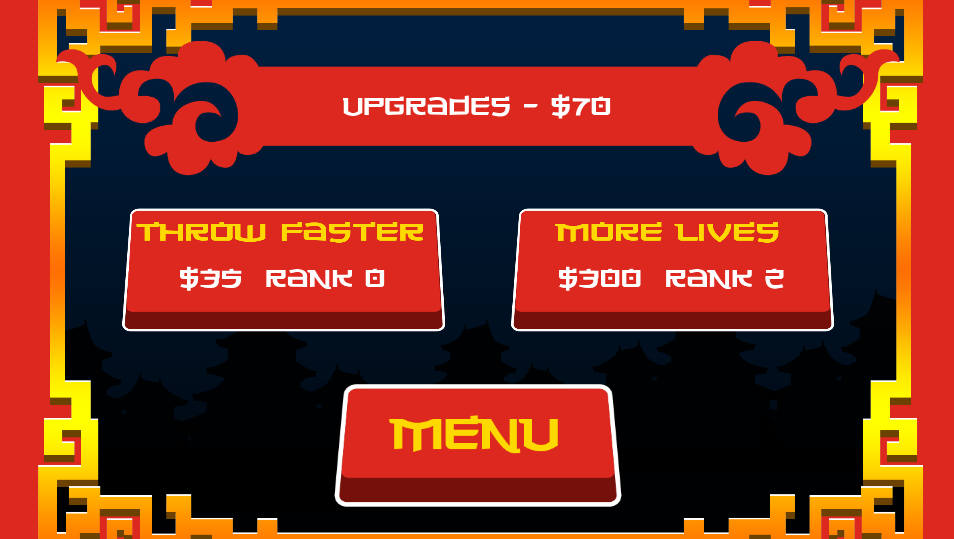 UPGRADES - $70
THROW FASTER
$35 RANK 0
MORE LIVES
$300 RANK 2
MENU